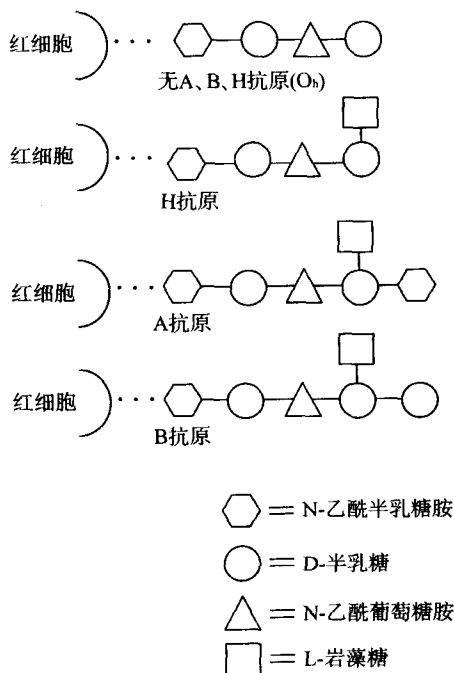 红细胞
无A、B、H抗原(Oₕ)
红细胞
H抗原
红细胞
A抗原
红细胞
B抗原
= N-乙酰半乳糖胺
= D-半乳糖
= N-乙酰葡萄糖胺
= L-岩藻糖